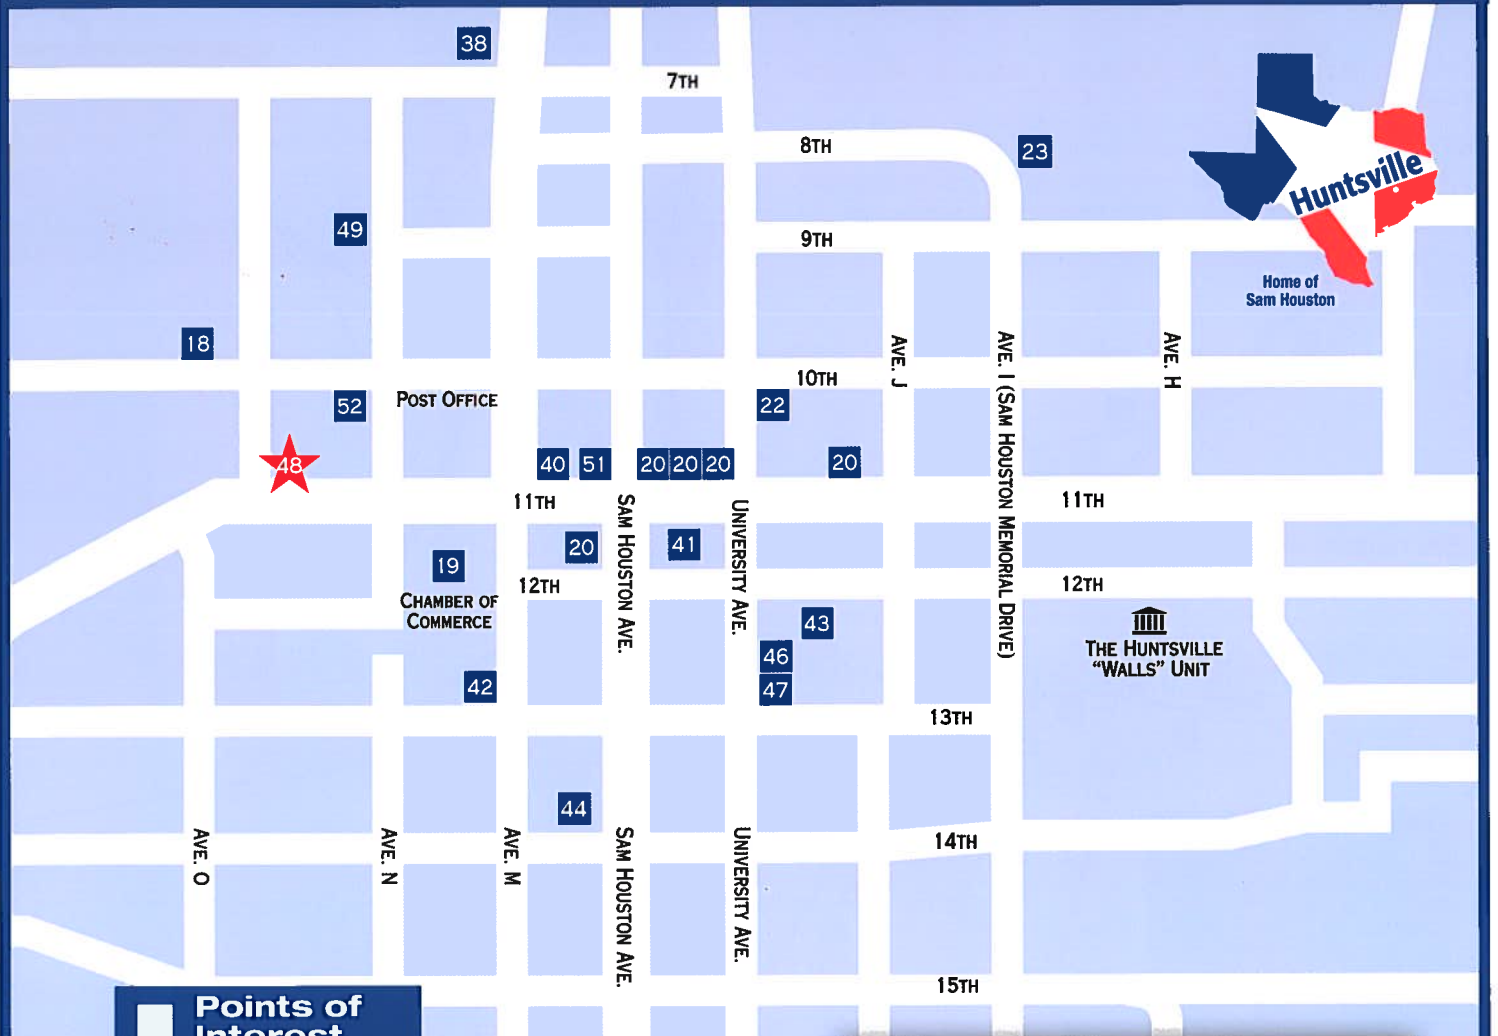 38
7TH
8TH
23
Huntsville
49
9TH
Home of
Sam Houston
18
AVE. J
AVE. I (SAM HOUSTON MEMORIAL DRIVE)
AVE. H
10TH
52
POST OFFICE
22
48
40
51
20
20
20
20
11TH
11TH
SAM HOUSTON AVE.
UNIVERSITY AVE.
20
41
19
12TH
12TH
CHAMBER OF
COMMERCE
43
THE HUNTSVILLE
"WALLS" UNIT
46
42
47
13TH
44
AVE. O
AVE. N
AVE. M
SAM HOUSTON AVE.
UNIVERSITY AVE.
14TH
15TH
Points of
Interest